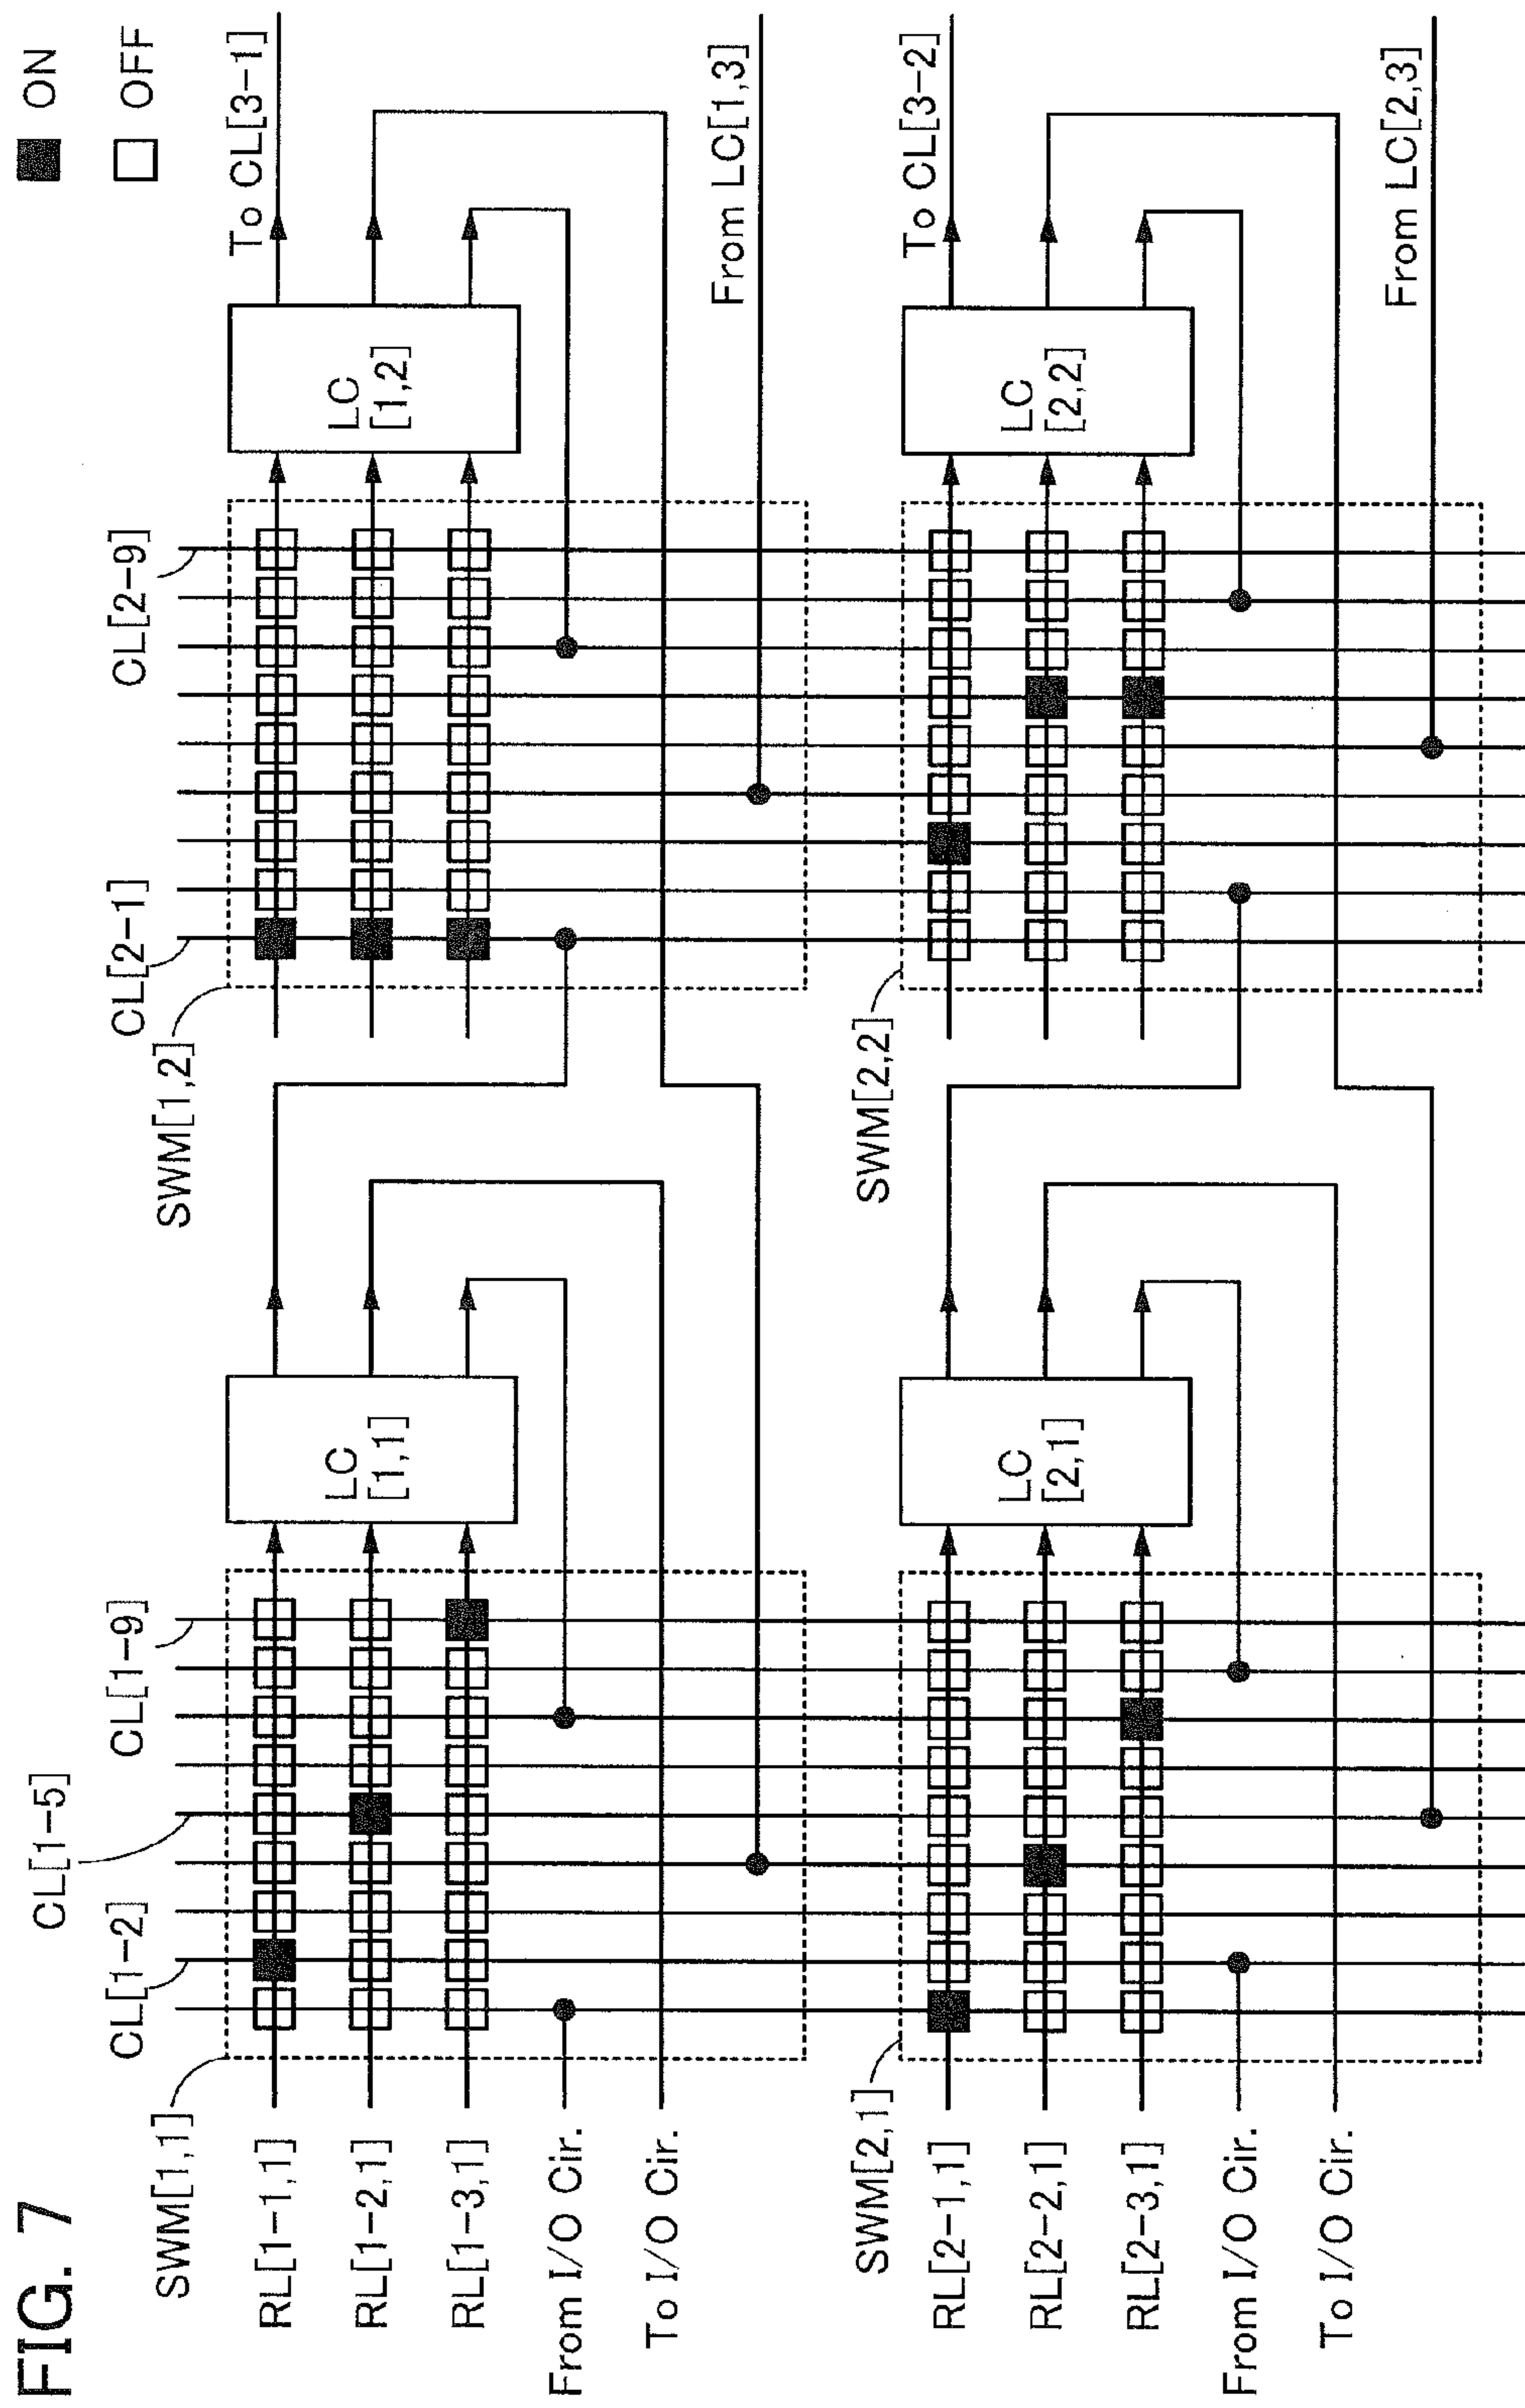 FIG. 7
ON
OFF
CL[1-2]
CL[1-5]
CL[1-9]
CL[2-1]
CL[2-9]
SWM[1,1]
SWM[1,2]
RL[1-1,1]
RL[1-2,1]
RL[1-3,1]
From I/O Cir.
To I/O Cir.
LC
[1,1]
LC
[1,2]
To CL[3-1]
From LC[1,3]
SWM[2,1]
SWM[2,2]
RL[2-1,1]
RL[2-2,1]
RL[2-3,1]
From I/O Cir.
To I/O Cir.
LC
[2,1]
LC
[2,2]
To CL[3-2]
From LC[2,3]